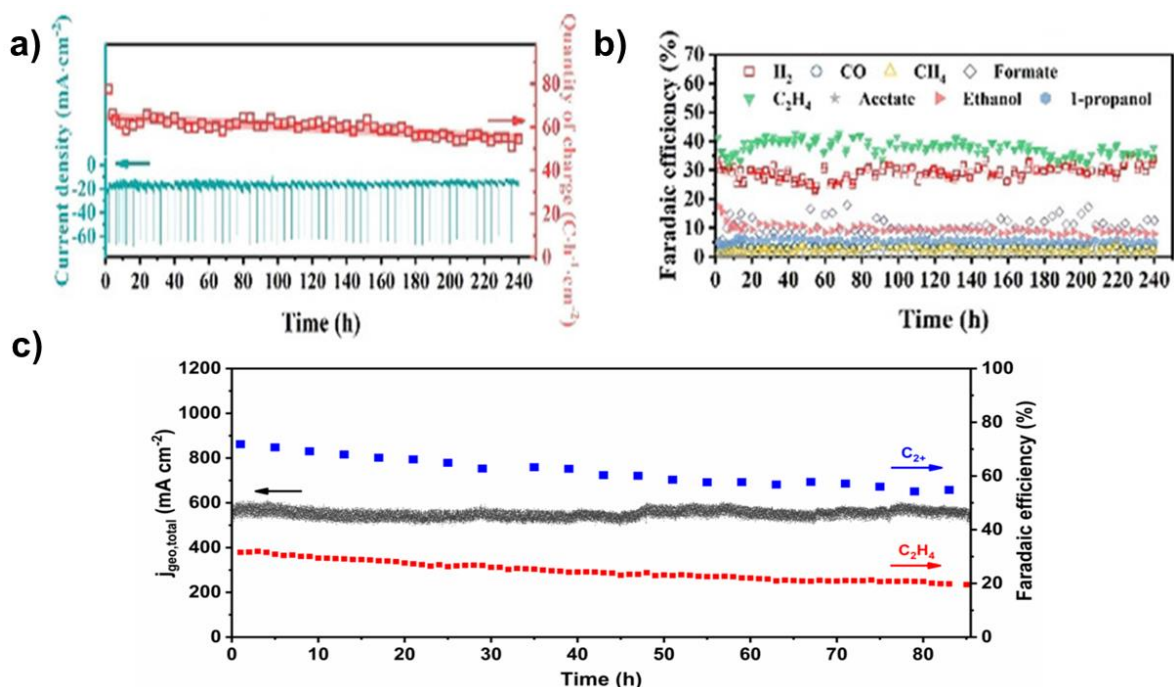 a)
Current density (mA·cm⁻²)
0
-20
-40
-60
80
60
40
20
0
Quantity of charge (C·h⁻¹·cm⁻²)
0 20 40 60 80 100 120 140 160 180 200 220 240
Time (h)
b)
Faradaic efficiency (%)
70
60
50
40
30
20
10
0
H₂ CO CH₄ Formate
C₂H₄ Acetate Ethanol 1-propanol
0 20 40 60 80 100 120 140 160 180 200 220 240
Time (h)
c)
j_geo,total (mA cm⁻²)
1200
1000
800
600
400
200
0
C₂₊
C₂H₄
100
80
60
40
20
0
Faradaic efficiency (%)
0 10 20 30 40 50 60 70 80
Time (h)